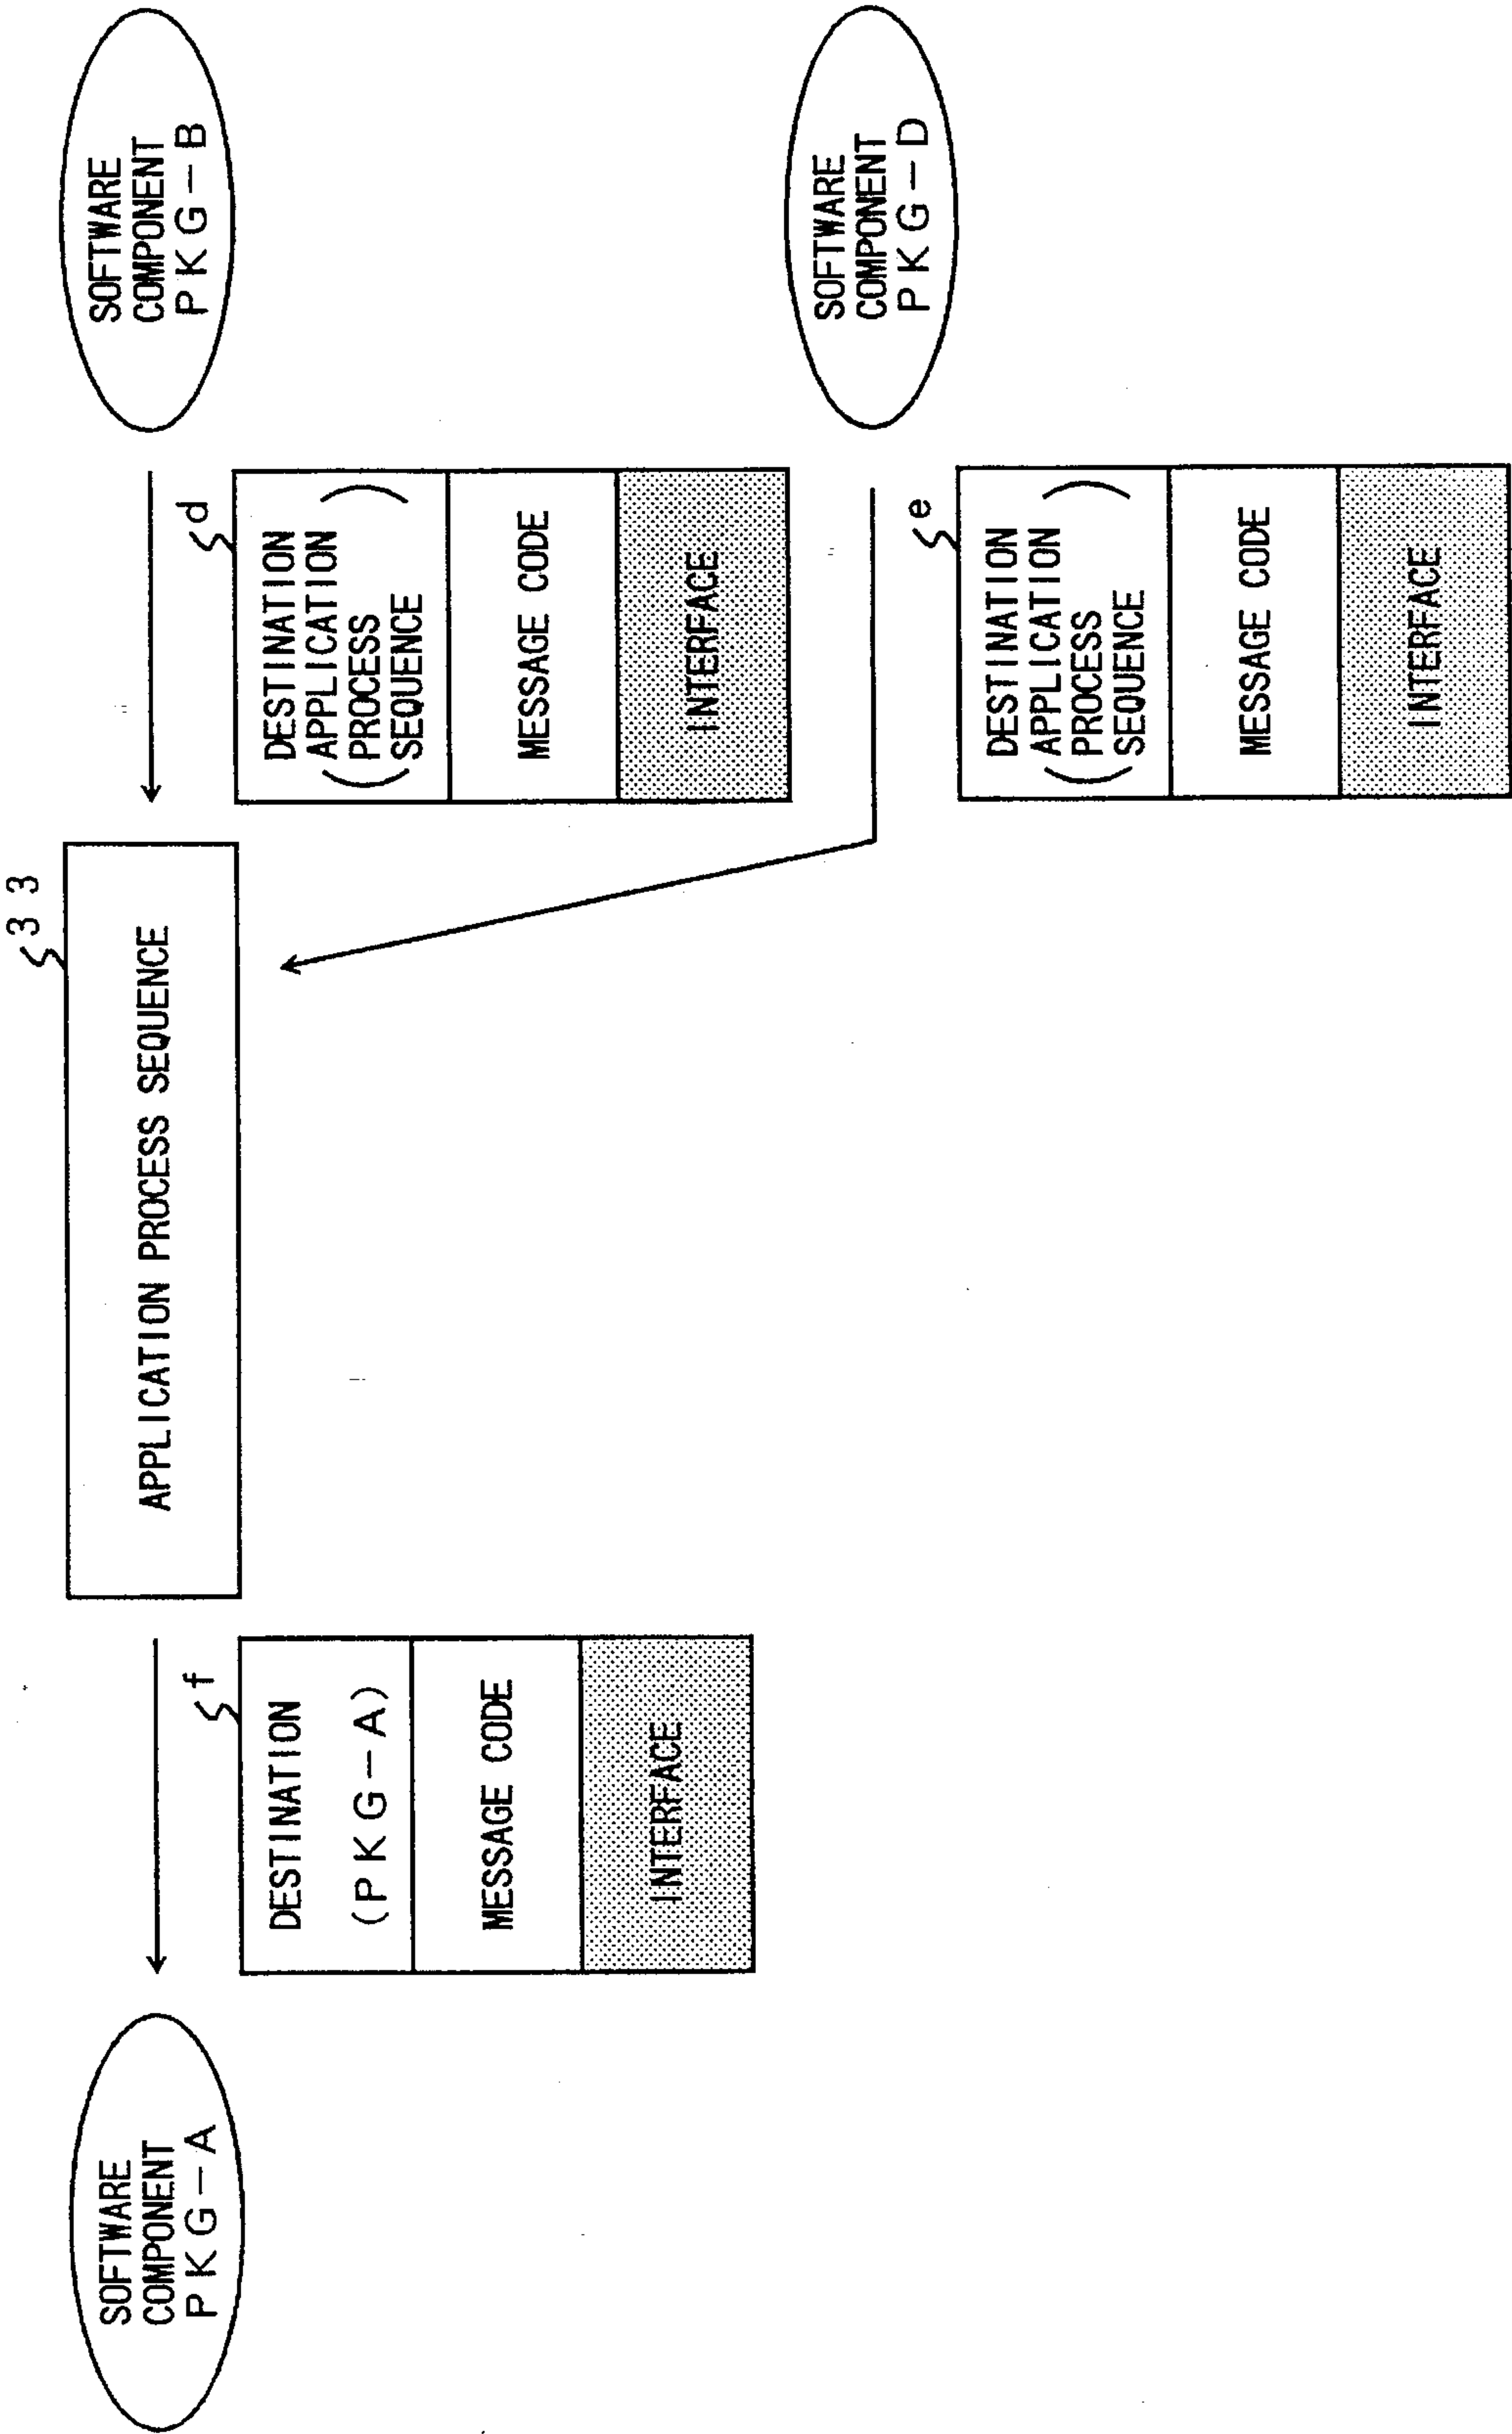 SOFTWARE
COMPONENT
PKG-A
f
DESTINATION
(PKG-A)
MESSAGE CODE
INTERFACE
33
APPLICATION PROCESS SEQUENCE
d
DESTINATION
(APPLICATION
PROCESS
SEQUENCE)
MESSAGE CODE
INTERFACE
SOFTWARE
COMPONENT
PKG-B
e
DESTINATION
(APPLICATION
PROCESS
SEQUENCE)
MESSAGE CODE
INTERFACE
SOFTWARE
COMPONENT
PKG-D